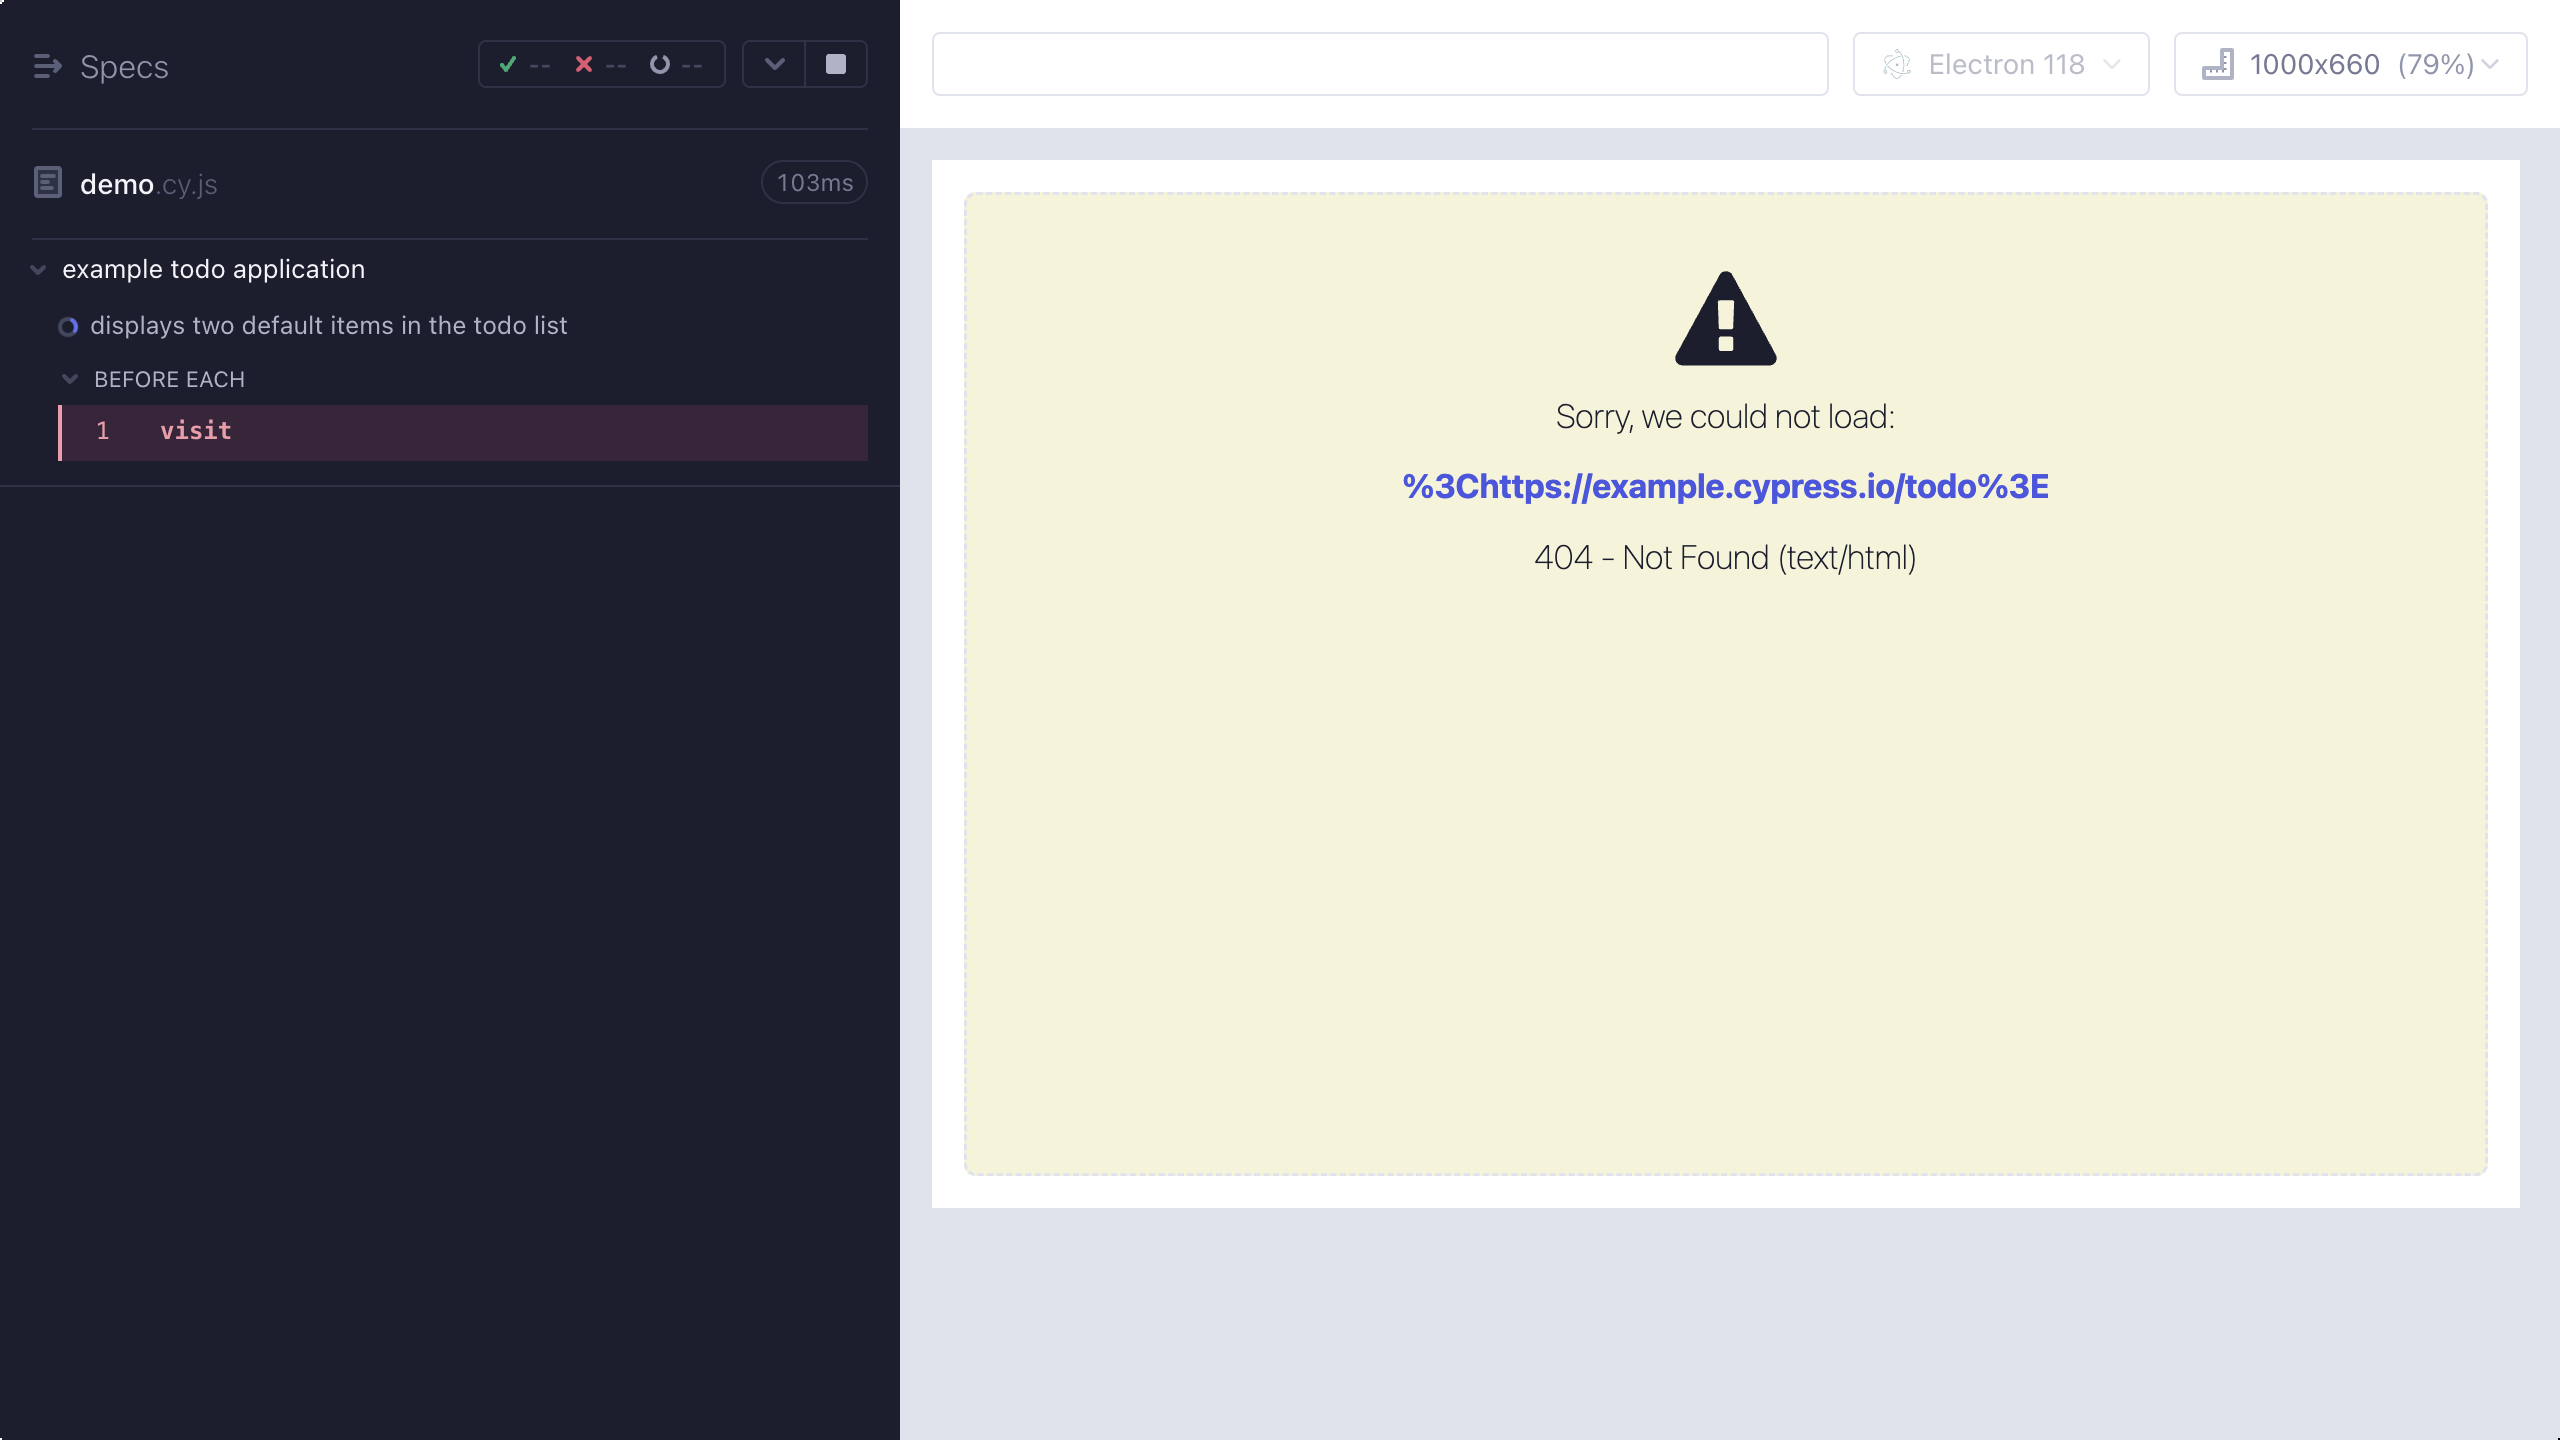 Specs -- -- --
demo.cy.js 103ms
example todo application
displays two default items in the todo list
BEFORE EACH
1 visit
Electron 118 1000x660 (79%)
Sorry, we could not load:
%3Chttps://example.cypress.io/todo%3E
404 - Not Found (text/html)